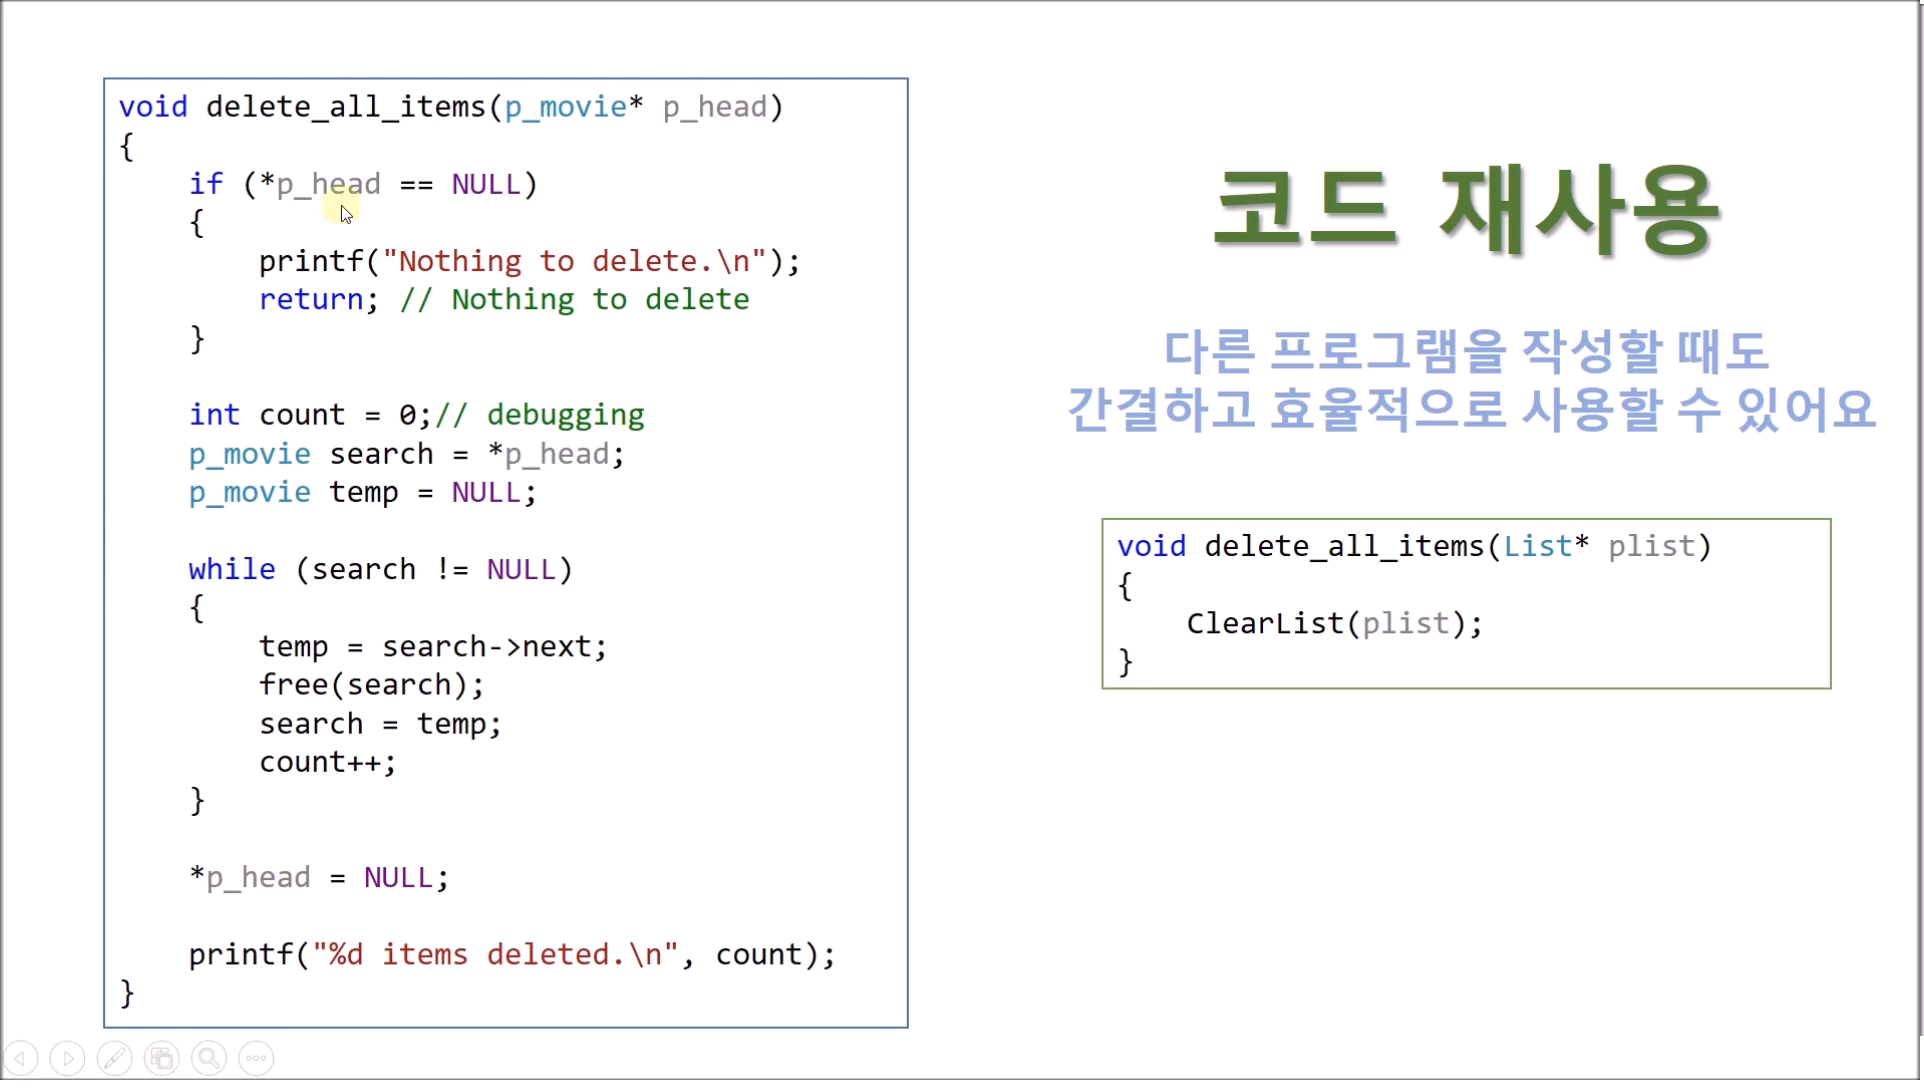 void delete_all_items(p_movie* p_head)
{
    if (*p_head == NULL)
    {
        printf("Nothing to delete.\n");
        return; // Nothing to delete
    }

    int count = 0;// debugging
    p_movie search = *p_head;
    p_movie temp = NULL;

    while (search != NULL)
    {
        temp = search->next;
        free(search);
        search = temp;
        count++;
    }

    *p_head = NULL;

    printf("%d items deleted.\n", count);
}
코드 재사용
다른 프로그램을 작성할 때도
간결하고 효율적으로 사용할 수 있어요
void delete_all_items(List* plist)
{
    ClearList(plist);
}